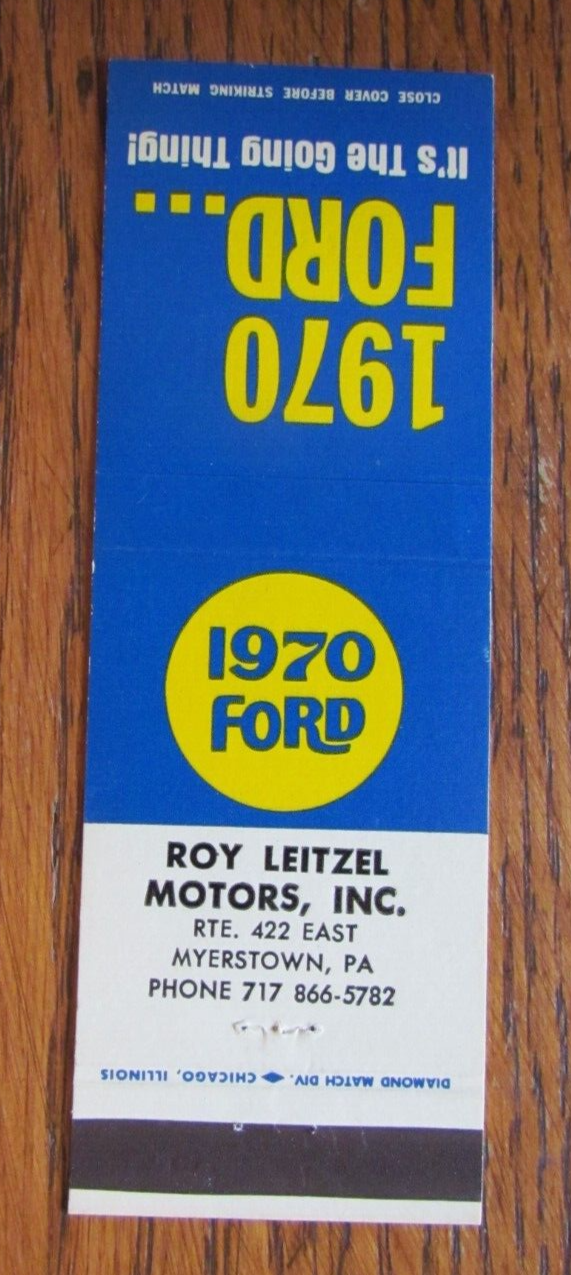 CLOSE COVER BEFORE STRIKING MATCH
It's The Going Thing!
1970
FORD...
1970
FORD
ROY LEITZEL
MOTORS, INC.
RTE. 422 EAST
MYERSTOWN, PA
PHONE 717 866-5782
DIAMOND MATCH DIV. CHICAGO, ILLINOIS